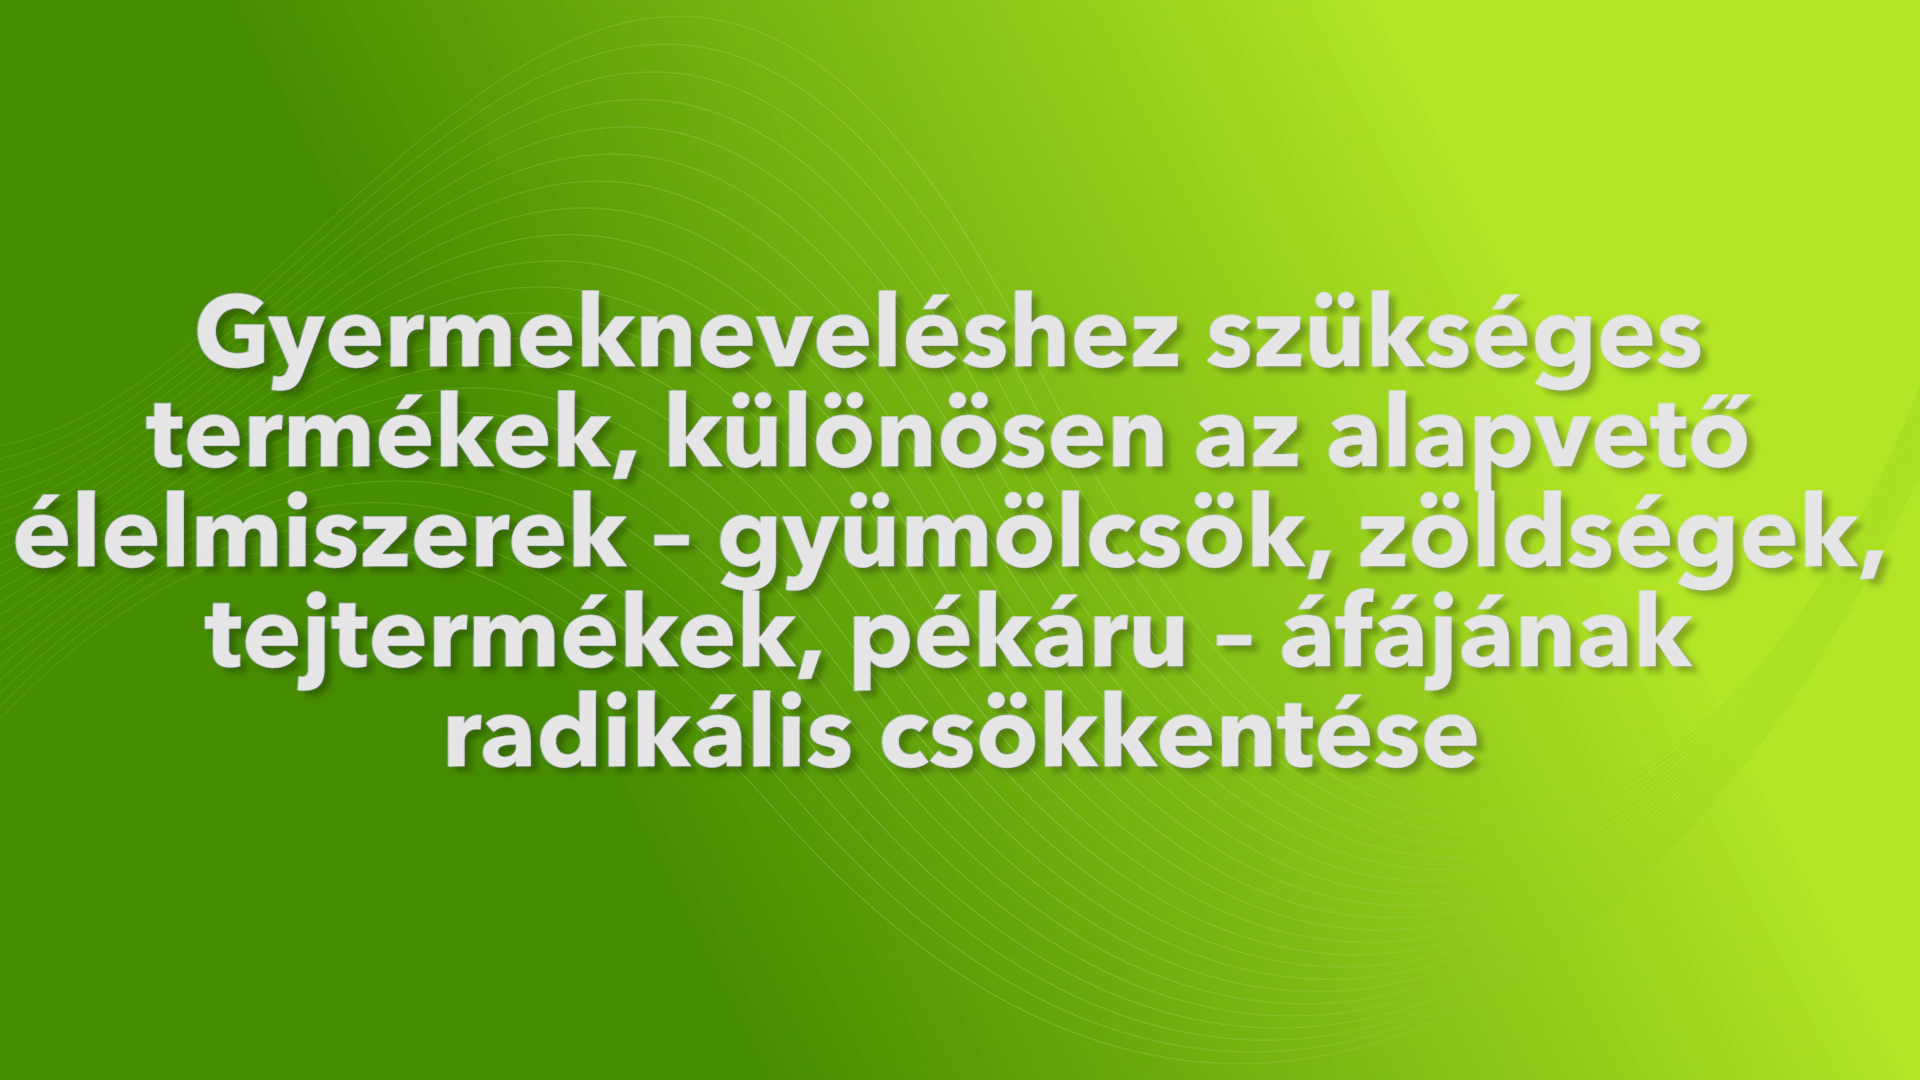 Gyermekneveléshez szükséges
termékek, különösen az alapvető
élelmiszerek – gyümölcsök, zöldségek,
tejtermékek, pékáru – áfájának
radikális csökkentése